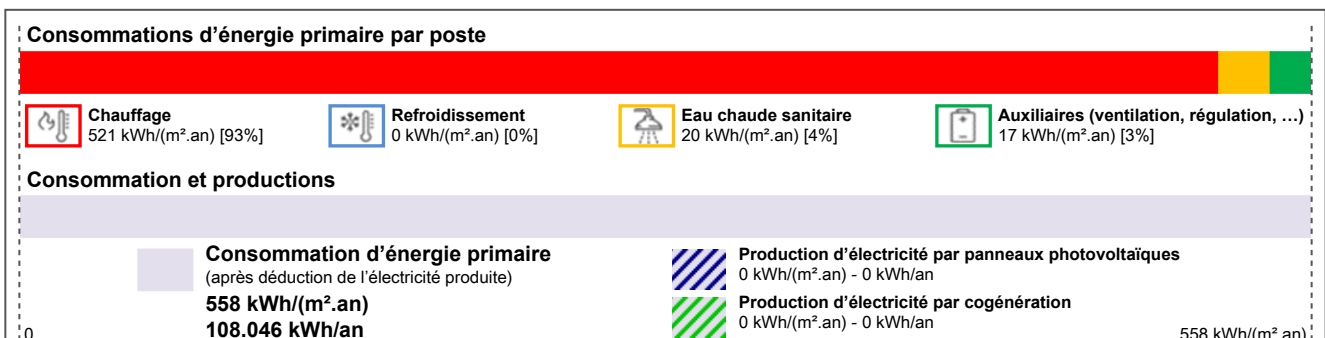 Consommations d’énergie primaire par poste
Chauffage
521 kWh/(m².an) [93%]
Refroidissement
0 kWh/(m².an) [0%]
Eau chaude sanitaire
20 kWh/(m².an) [4%]
Auxiliaires (ventilation, régulation, …)
17 kWh/(m².an) [3%]
Consommation et productions
Consommation d’énergie primaire
(après déduction de l’électricité produite)
558 kWh/(m².an)
108.046 kWh/an
Production d’électricité par panneaux photovoltaïques
0 kWh/(m².an) - 0 kWh/an
Production d’électricité par cogénération
0 kWh/(m².an) - 0 kWh/an
0
558 kWh/(m².an)